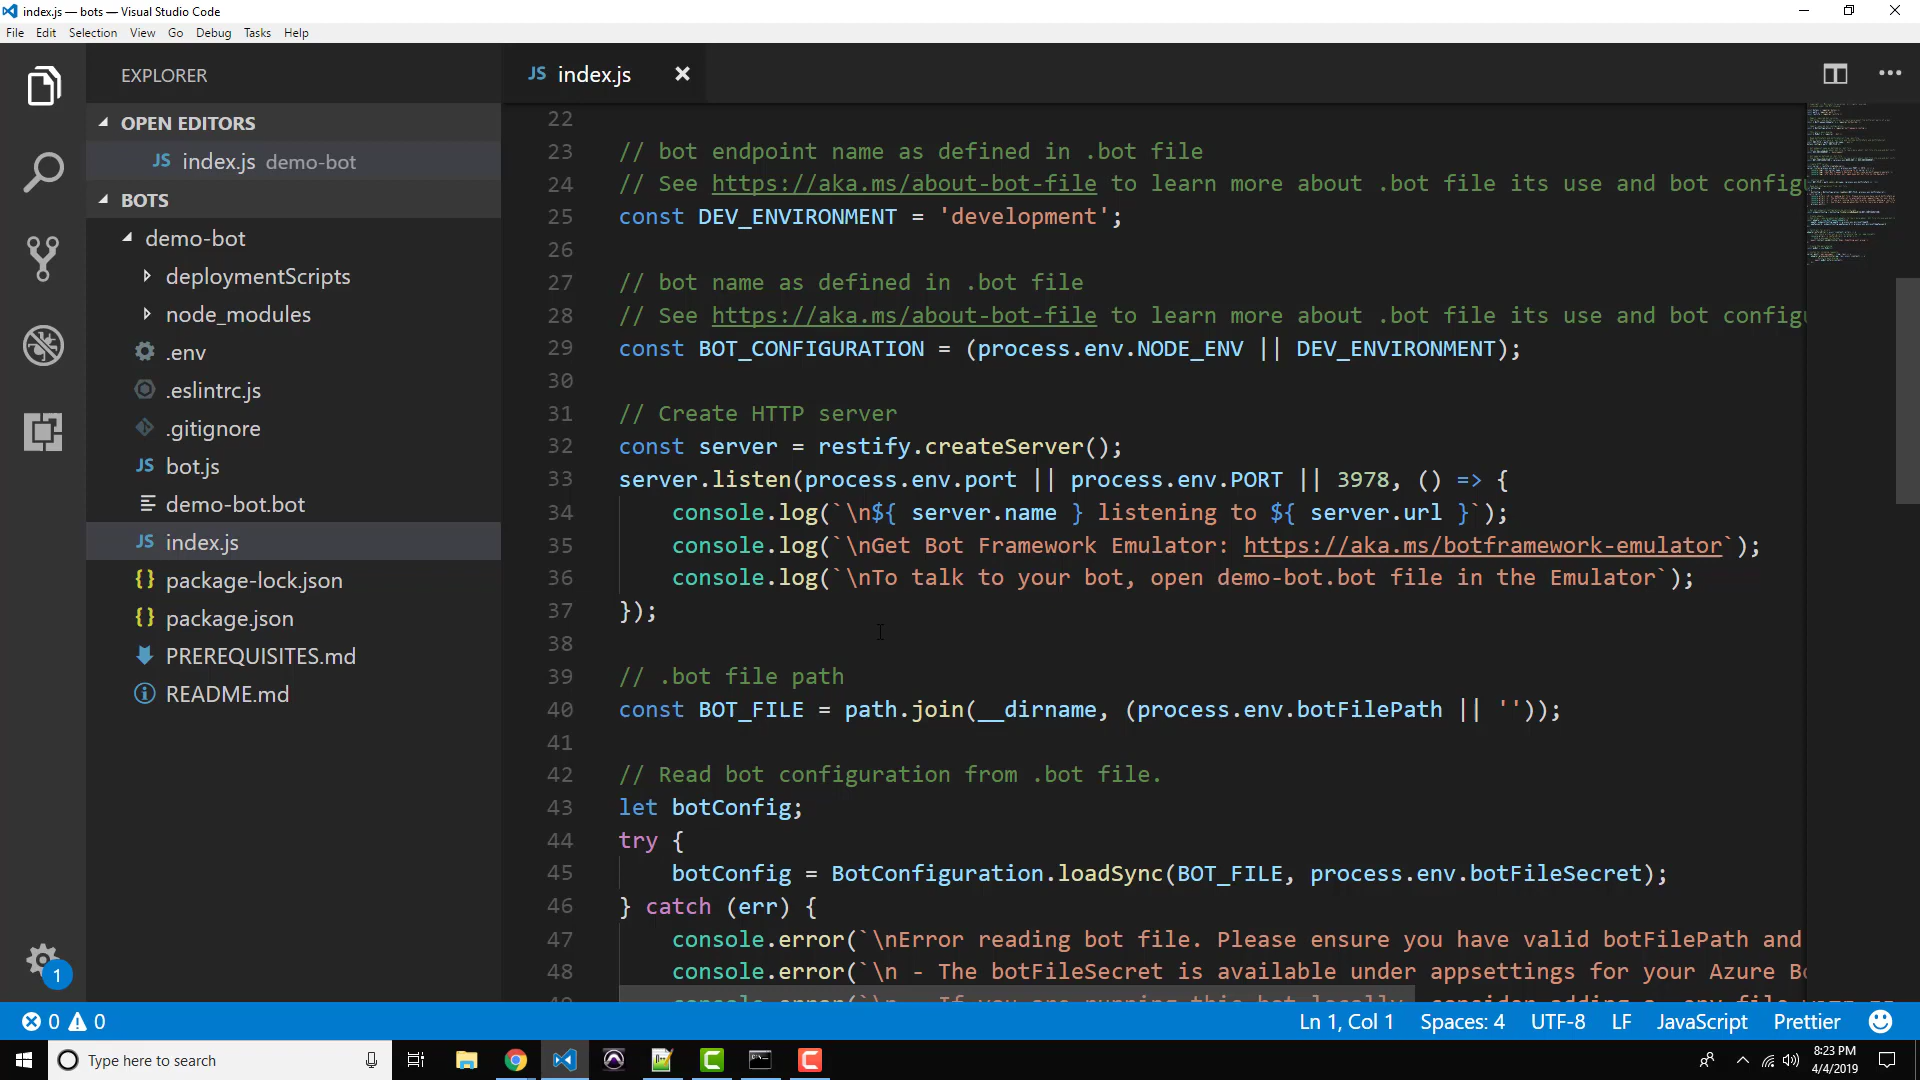 index.js — bots — Visual Studio Code
File Edit Selection View Go Debug Tasks Help
EXPLORER
OPEN EDITORS
JS index.js demo-bot
BOTS
demo-bot
deploymentScripts
node_modules
.env
.eslintrc.js
.gitignore
JS bot.js
demo-bot.bot
JS index.js
{} package-lock.json
{} package.json
PREREQUISITES.md
README.md
1
JS index.js
22
23 // bot endpoint name as defined in .bot file
24 // See https://aka.ms/about-bot-file to learn more about .bot file its use and bot configu
25 const DEV_ENVIRONMENT = 'development';
26
27 // bot name as defined in .bot file
28 // See https://aka.ms/about-bot-file to learn more about .bot file its use and bot configu
29 const BOT_CONFIGURATION = (process.env.NODE_ENV || DEV_ENVIRONMENT);
30
31 // Create HTTP server
32 const server = restify.createServer();
33 server.listen(process.env.port || process.env.PORT || 3978, () => {
34 console.log(`\n${ server.name } listening to ${ server.url }`);
35 console.log(`\nGet Bot Framework Emulator: https://aka.ms/botframework-emulator`);
36 console.log(`\nTo talk to your bot, open demo-bot.bot file in the Emulator`);
37 });
38
39 // .bot file path
40 const BOT_FILE = path.join(__dirname, (process.env.botFilePath || ''));
41
42 // Read bot configuration from .bot file.
43 let botConfig;
44 try {
45 botConfig = BotConfiguration.loadSync(BOT_FILE, process.env.botFileSecret);
46 } catch (err) {
47 console.error(`\nError reading bot file. Please ensure you have valid botFilePath and
48 console.error(`\n - The botFileSecret is available under appsettings for your Azure Bo
0 0
Ln 1, Col 1 Spaces: 4 UTF-8 LF JavaScript Prettier
Type here to search
8:23 PM
4/4/2019